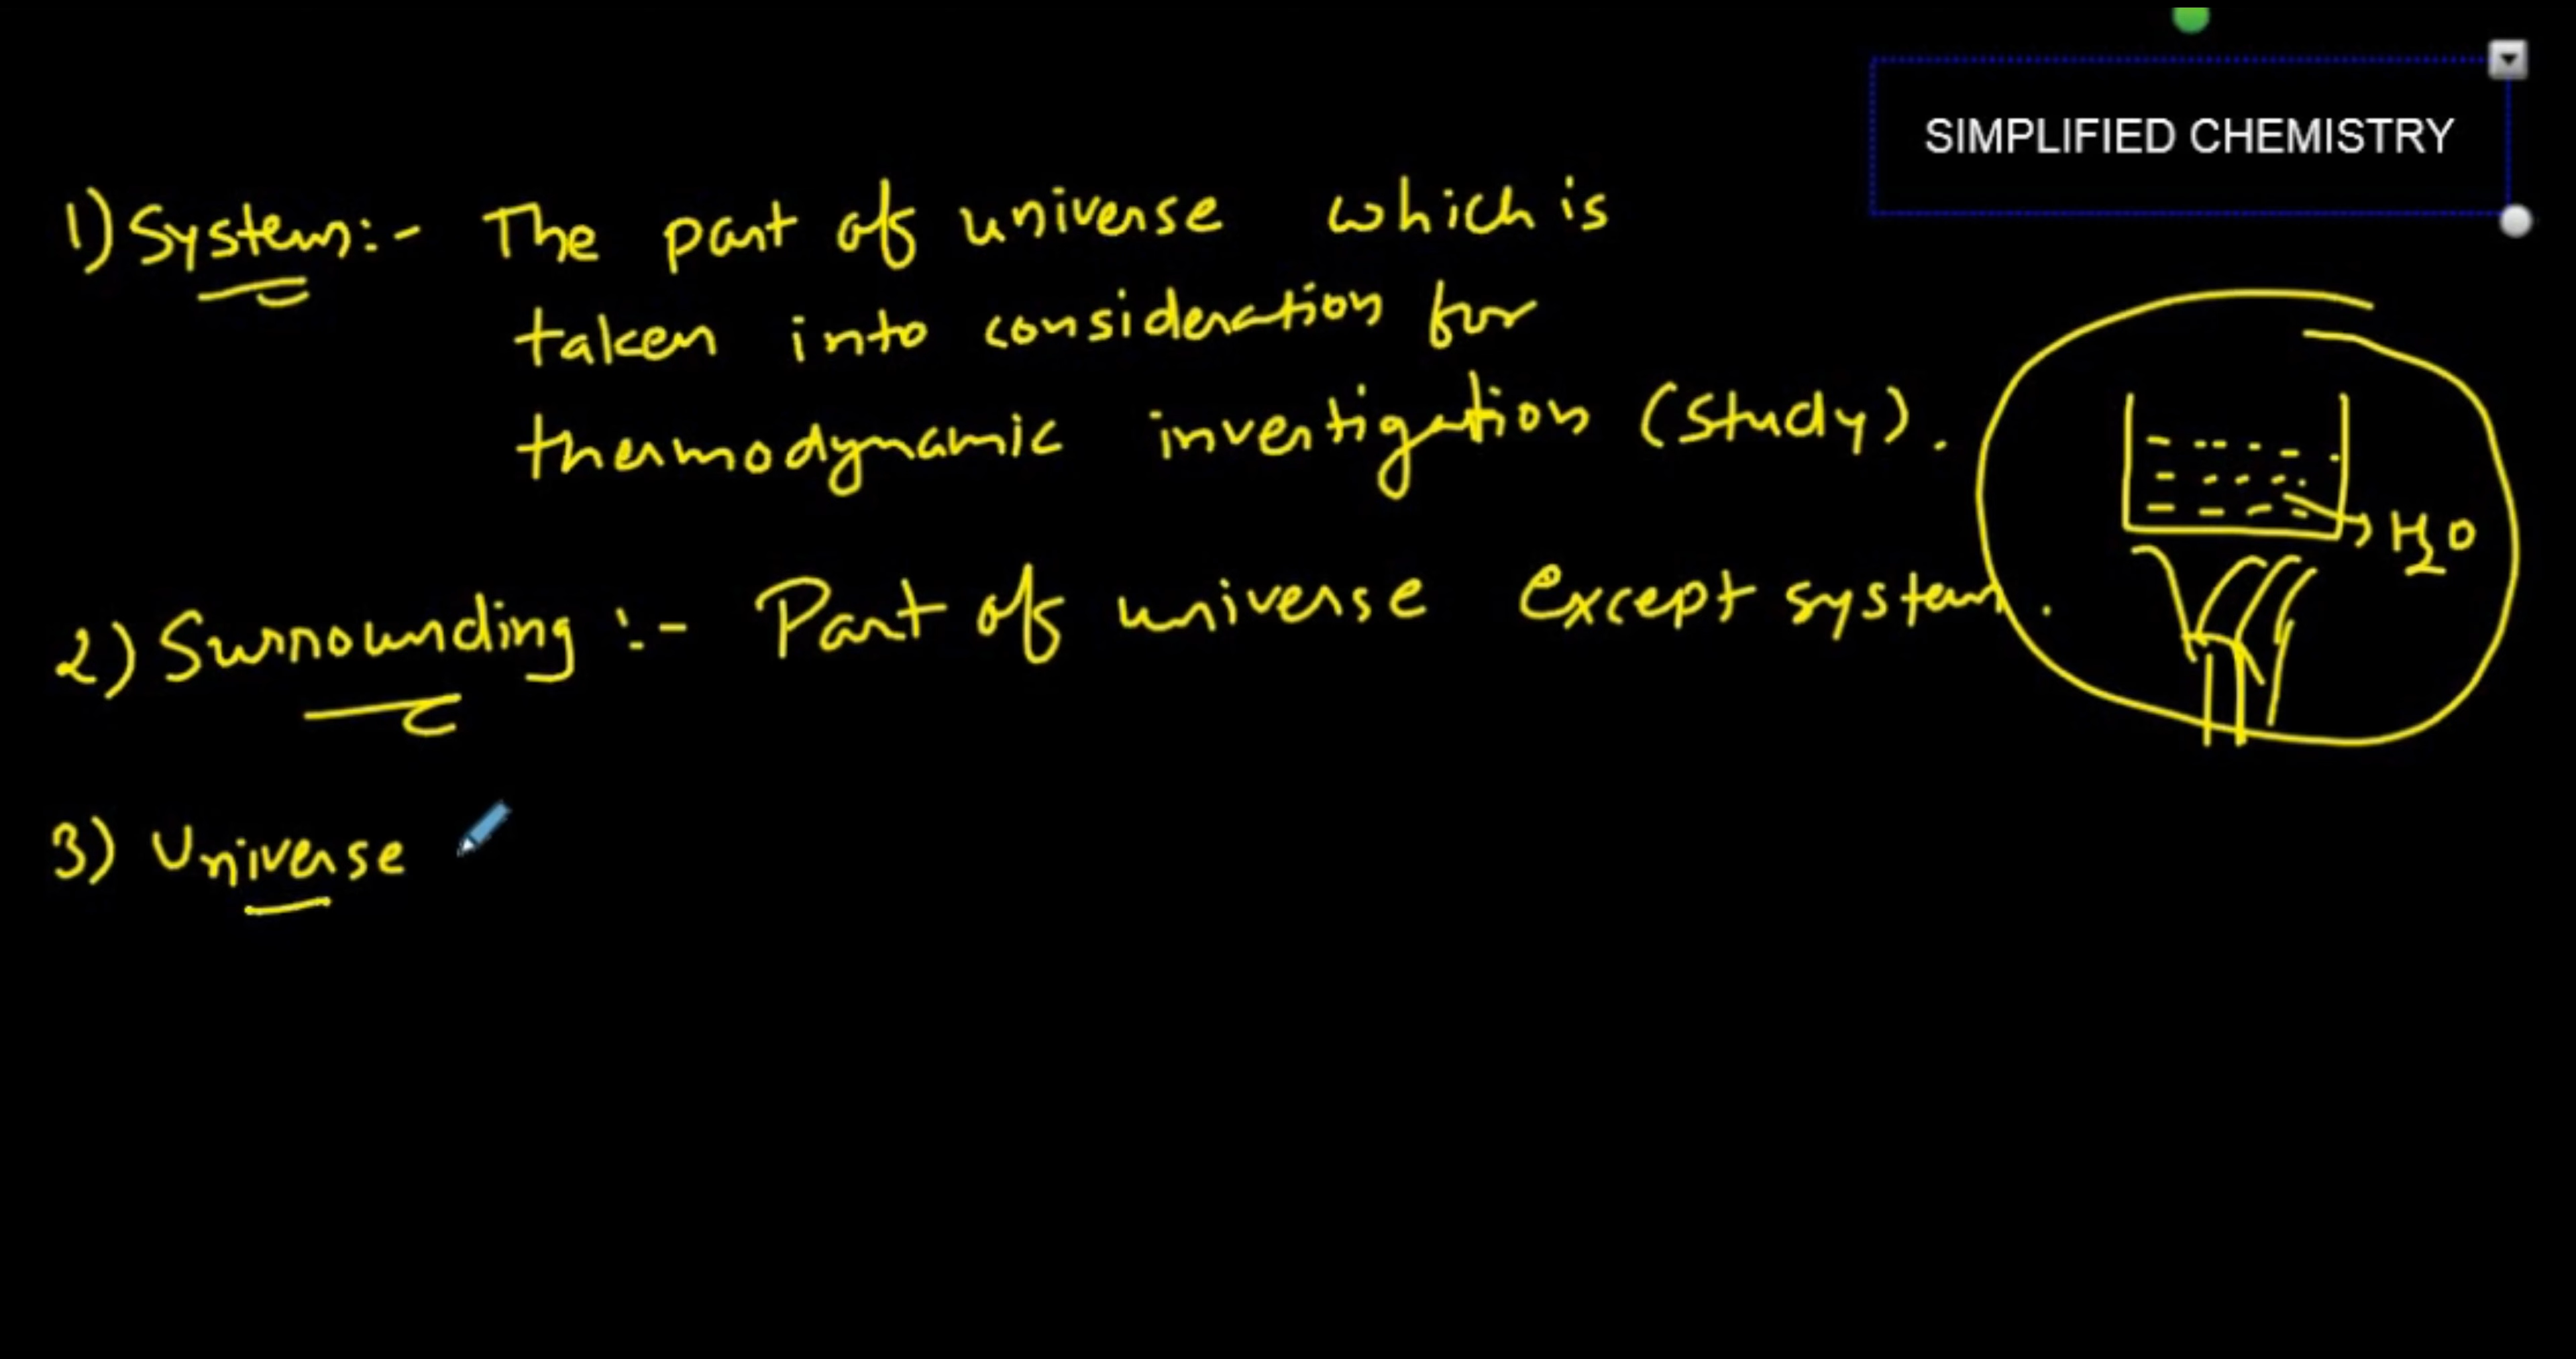 SIMPLIFIED CHEMISTRY
1) System:- The part of universe which is
taken into consideration for
thermodynamic investigation (study).
H2O
2) Surrounding :- Part of universe except system.
3) Universe